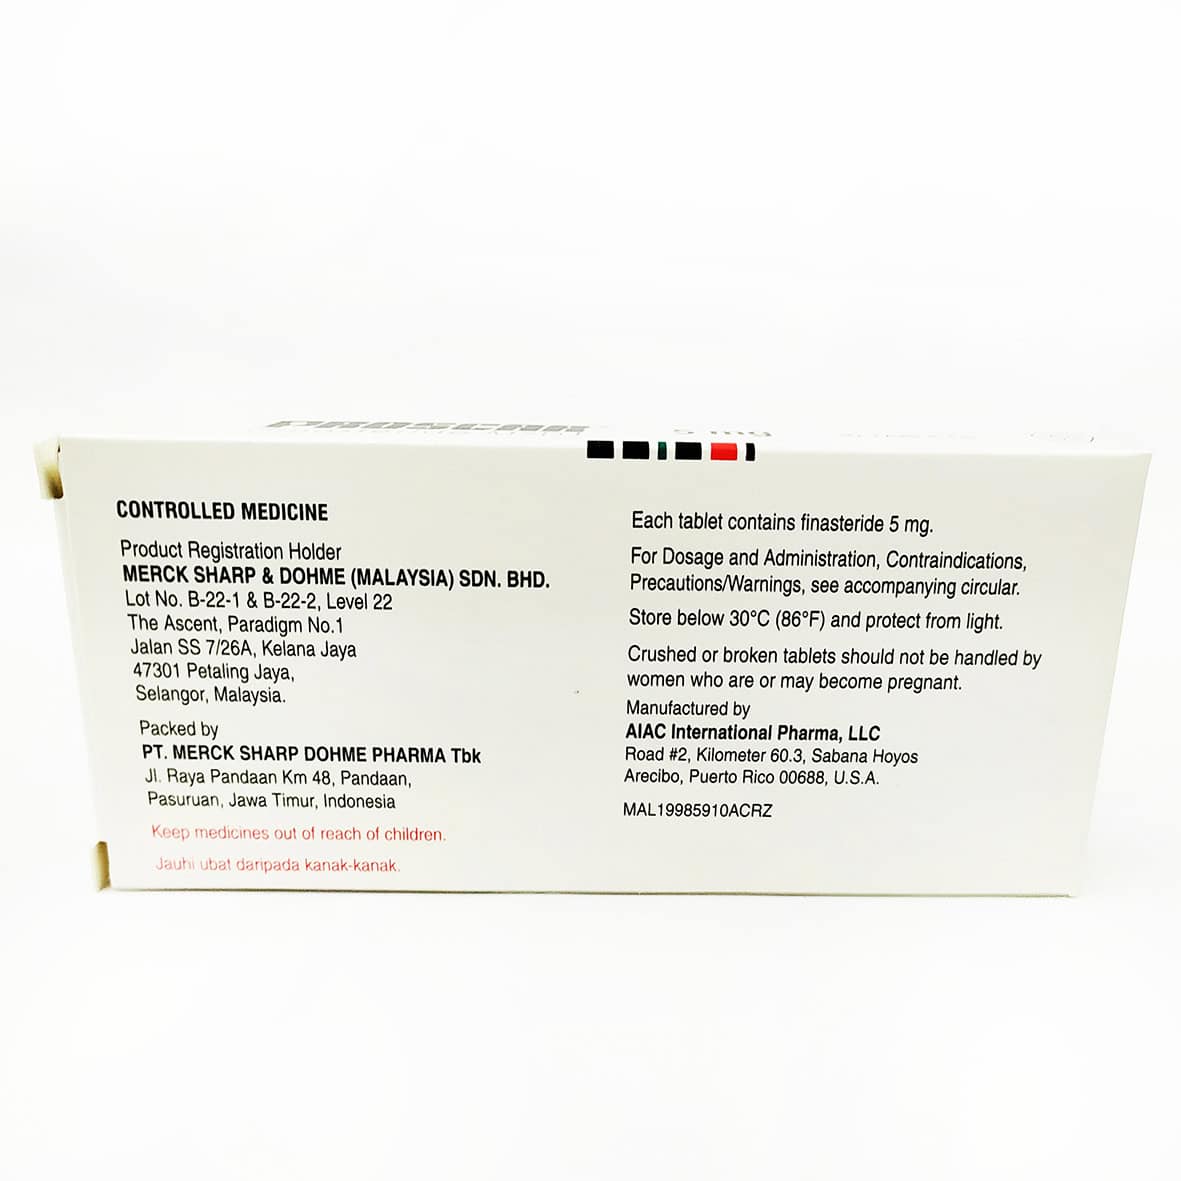 PROSCAR 5 mg
CONTROLLED MEDICINE
Product Registration Holder
MERCK SHARP & DOHME (MALAYSIA) SDN. BHD.
Lot No. B-22-1 & B-22-2, Level 22
The Ascent, Paradigm No.1
Jalan SS 7/26A, Kelana Jaya
47301 Petaling Jaya,
Selangor, Malaysia.
Packed by
PT. MERCK SHARP DOHME PHARMA Tbk
Jl. Raya Pandaan Km 48, Pandaan,
Pasuruan, Jawa Timur, Indonesia
Keep medicines out of reach of children.
Jauhi ubat daripada kanak-kanak.
Each tablet contains finasteride 5 mg.
For Dosage and Administration, Contraindications,
Precautions/Warnings, see accompanying circular.
Store below 30°C (86°F) and protect from light.
Crushed or broken tablets should not be handled by
women who are or may become pregnant.
Manufactured by
AIAC International Pharma, LLC
Road #2, Kilometer 60.3, Sabana Hoyos
Arecibo, Puerto Rico 00688, U.S.A.
MAL19985910ACRZ